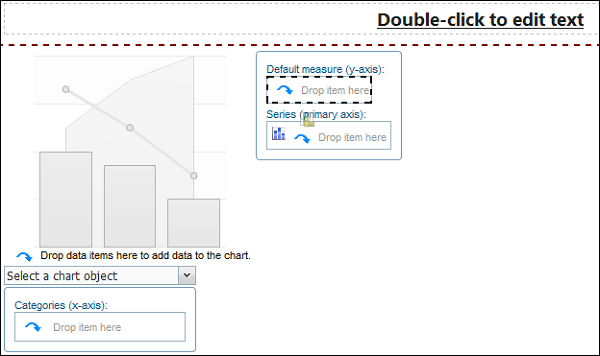 Double-click to edit text
Default measure (y-axis):
Drop item here
Series (primary axis):
Drop item here
Drop data items here to add data to the chart.
Select a chart object
Categories (x-axis):
Drop item here